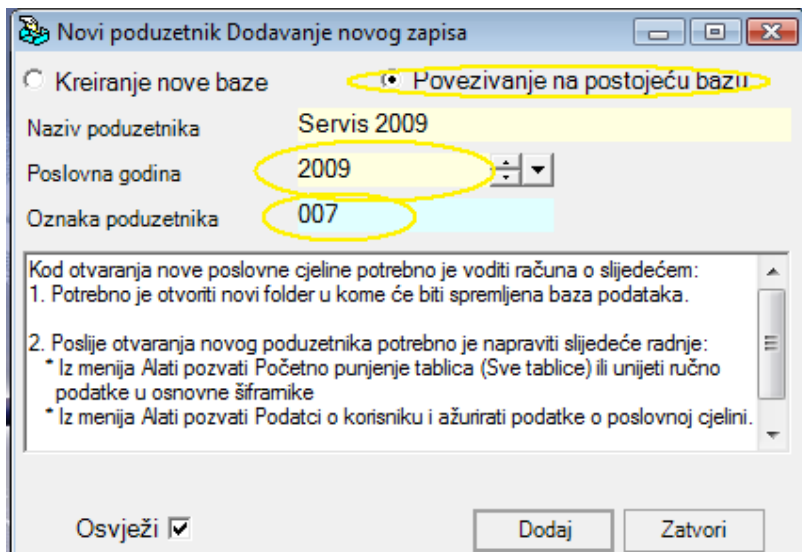 Novi poduzetnik Dodavanje novog zapisa
Kreiranje nove baze Povezivanje na postojeću bazu
Naziv poduzetnika Servis 2009
Poslovna godina 2009
Oznaka poduzetnika 007
Kod otvaranja nove poslovne cjeline potrebno je voditi računa o slijedećem:
1. Potrebno je otvoriti novi folder u kome će biti spremljena baza podataka.
2. Poslije otvaranja novog poduzetnika potrebno je napraviti slijedeće radnje:
* Iz menija Alati pozvati Početno punjenje tablica (Sve tablice) ili unijeti ručno
podatke u osnovne šifrarnike
* Iz menija Alati pozvati Podatci o korisniku i ažurirati podatke o poslovnoj cjelini.
Osvježi Dodaj Zatvori